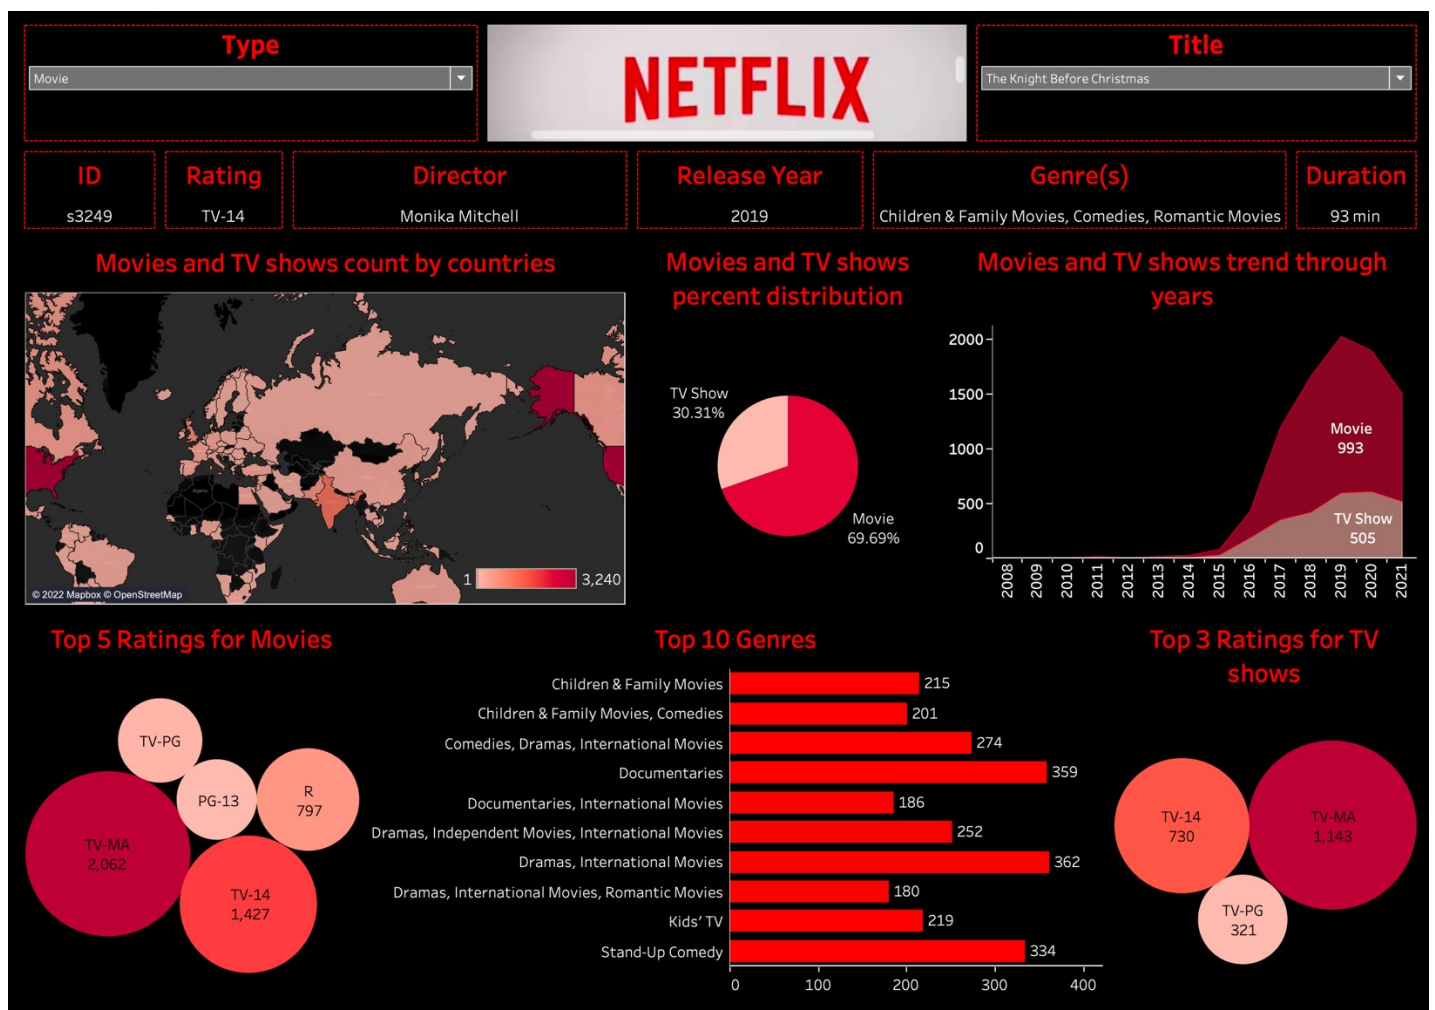 Type
Movie
NETFLIX
Title
The Knight Before Christmas
ID
s3249
Rating
TV-14
Director
Monika Mitchell
Release Year
2019
Genre(s)
Children & Family Movies, Comedies, Romantic Movies
Duration
93 min
Movies and TV shows count by countries
1
3,240
© 2022 Mapbox © OpenStreetMap
Movies and TV shows
percent distribution
TV Show
30.31%
Movie
69.69%
Movies and TV shows trend through
years
2000
1500
1000
500
0
Movie
993
TV Show
505
2008
2009
2010
2011
2012
2013
2014
2015
2016
2017
2018
2019
2020
2021
Top 5 Ratings for Movies
TV-PG
PG-13
R
797
TV-MA
2,062
TV-14
1,427
Top 10 Genres
Children & Family Movies 215
Children & Family Movies, Comedies 201
Comedies, Dramas, International Movies 274
Documentaries 359
Documentaries, International Movies 186
Dramas, Independent Movies, International Movies 252
Dramas, International Movies 362
Dramas, International Movies, Romantic Movies 180
Kids' TV 219
Stand-Up Comedy 334
0 100 200 300 400
Top 3 Ratings for TV
shows
TV-14
730
TV-MA
1,143
TV-PG
321